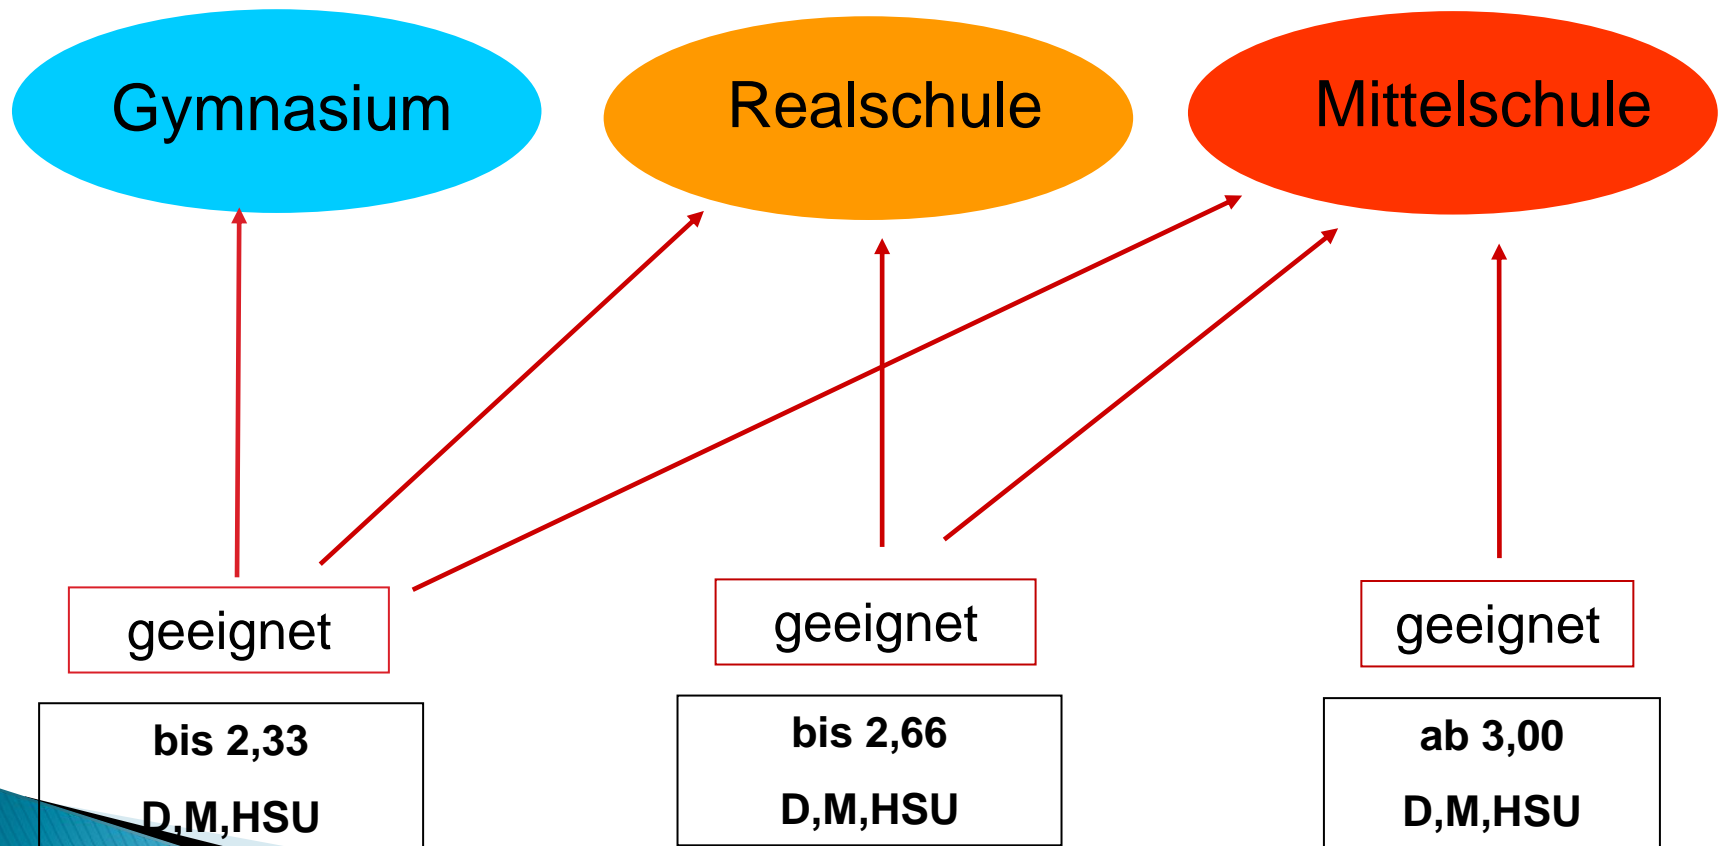 Gymnasium
Realschule
Mittelschule
geeignet
geeignet
geeignet
bis 2,33
D,M,HSU
bis 2,66
D,M,HSU
ab 3,00
D,M,HSU